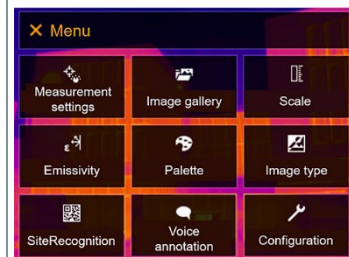 Menu
Measurement
settings
Image gallery
Scale
Emissivity
Palette
Image type
SiteRecognition
Voice
annotation
Configuration